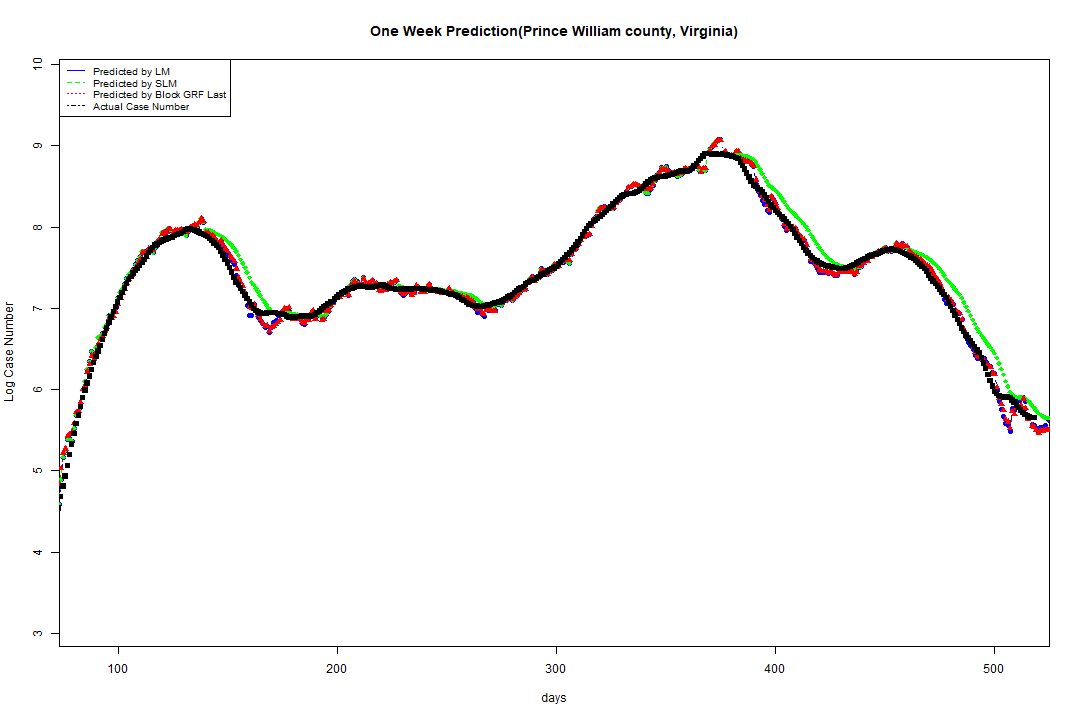 One Week Prediction(Prince William county, Virginia)
Predicted by LM
Predicted by SLM
Predicted by Block GRF Last
Actual Case Number
Log Case Number
10
9
8
7
6
5
4
3
100 200 300 400 500
days